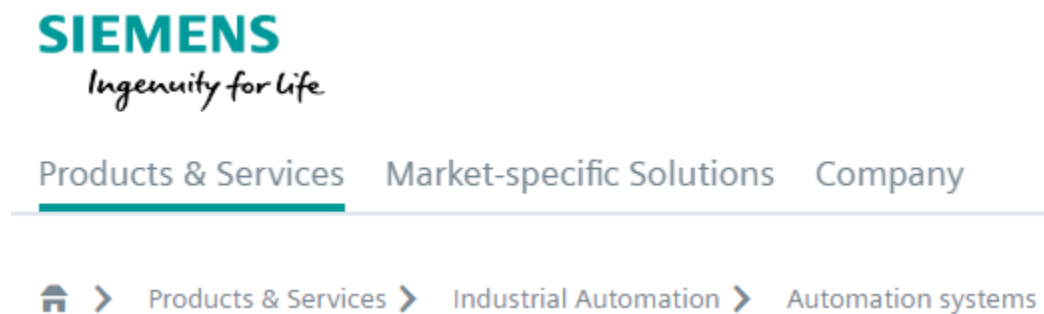 SIEMENS
Ingenuity for life
Products & Services Market-specific Solutions Company
Products & Services Industrial Automation Automation systems